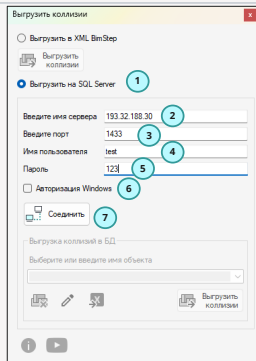 Выгрузить коллизии
x
Выгрузить в XML BimStep
Выгрузить
коллизии
Выгрузить на SQL Server 1
Введите имя сервера 193.32.188.30 2
Введите порт 1433 3
Имя пользователя test 4
Пароль 123 5
Авторизация Windows 6
Соединить 7
Выгрузка коллизий в БД
Выберите или введите имя объекта
Выгрузить
коллизии